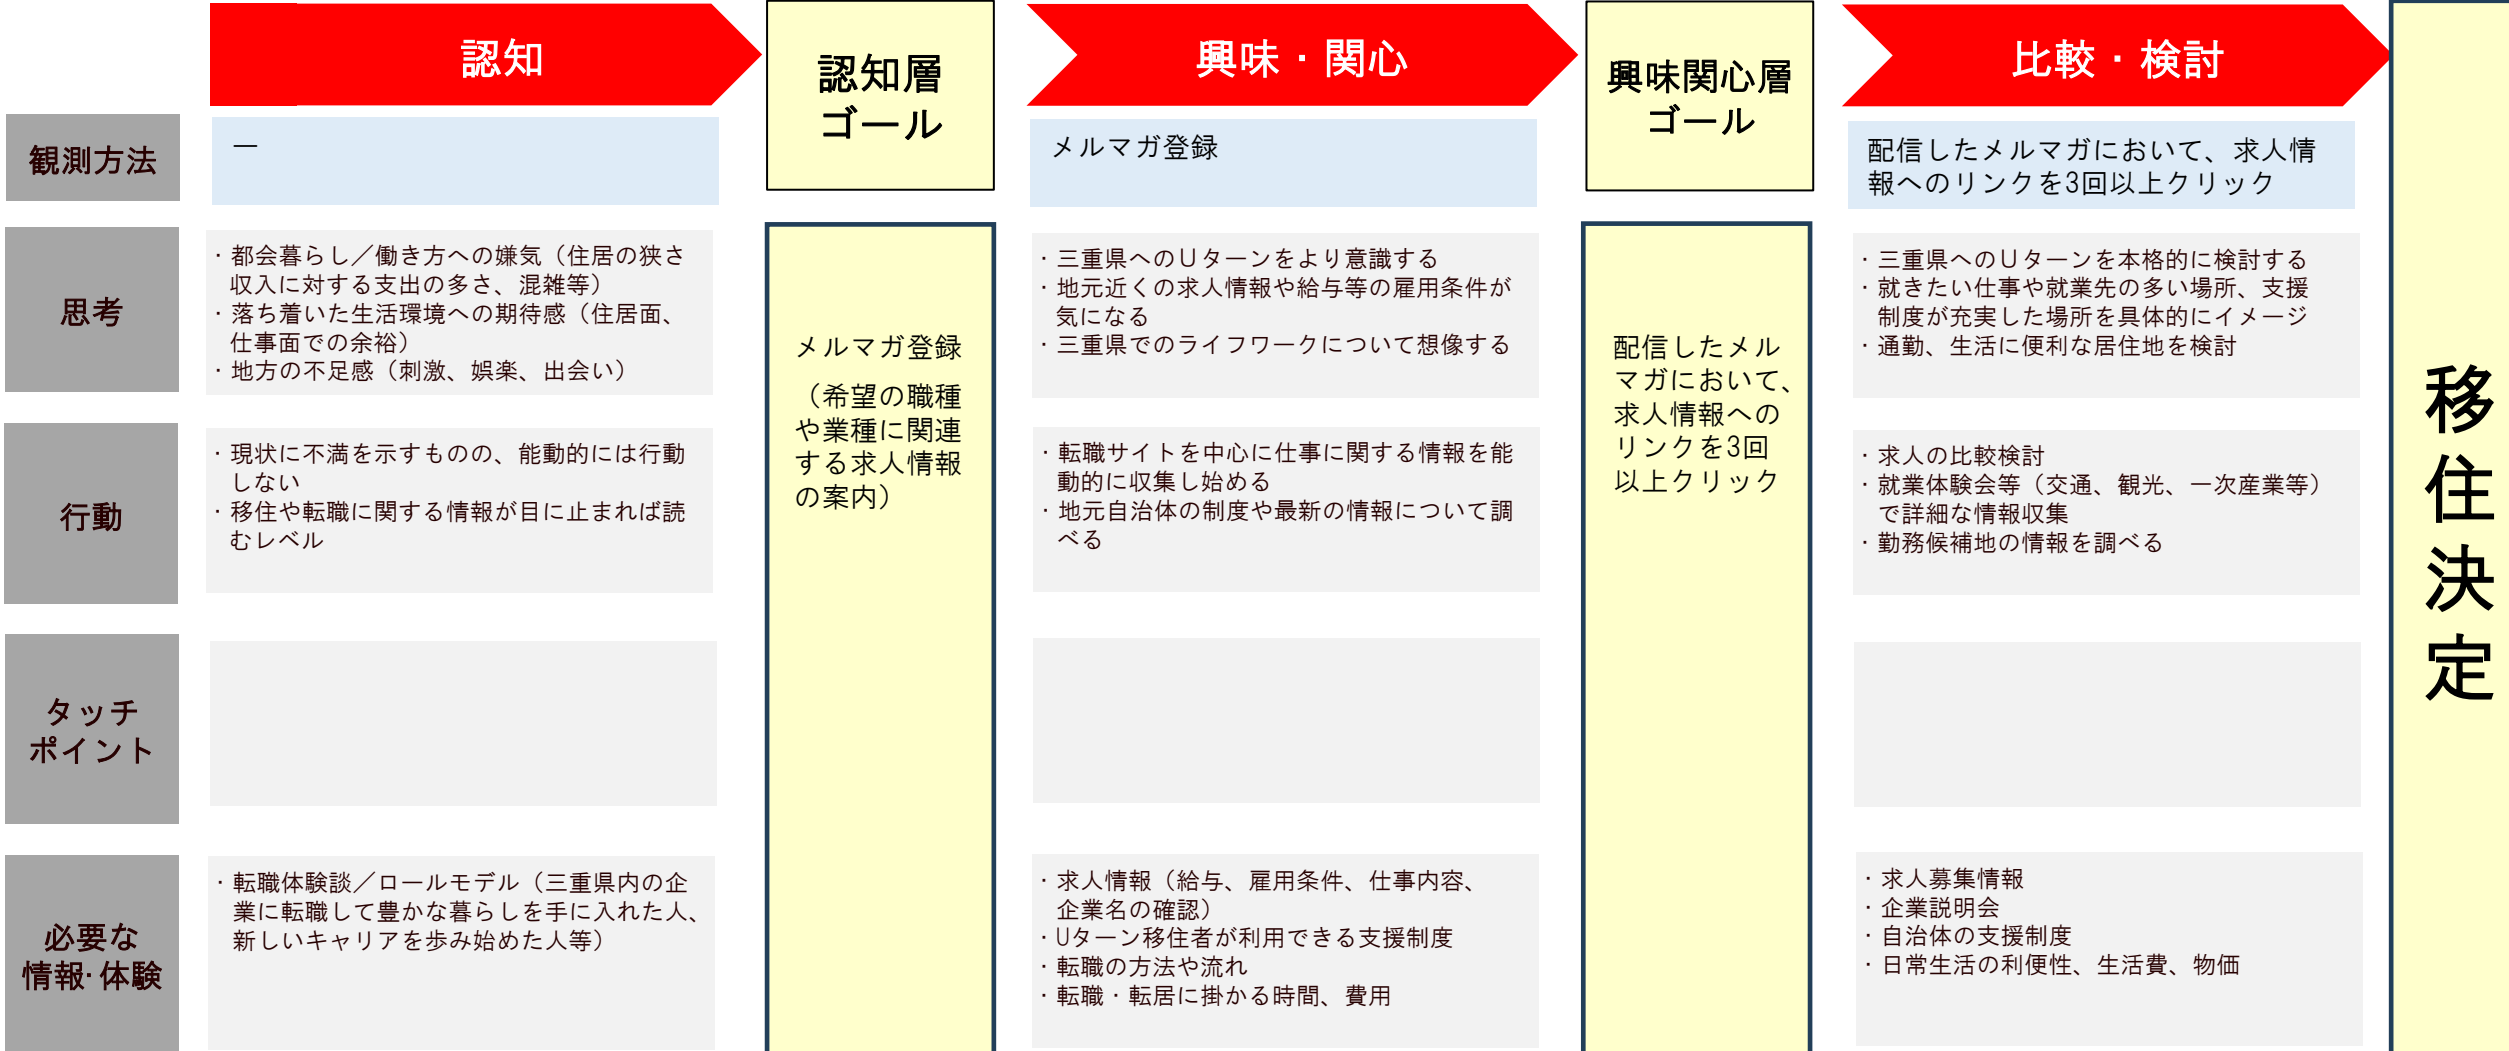 認知
認知層
ゴール
興味・関心
興味関心層
ゴール
比較・検討
観測方法
―
メルマガ登録
配信したメルマガにおいて、求人情
報へのリンクを3回以上クリック
思考
・都会暮らし／働き方への嫌気（住居の狭さ
収入に対する支出の多さ、混雑等）
・落ち着いた生活環境への期待感（住居面、
仕事面での余裕）
・地方の不足感（刺激、娯楽、出会い）
メルマガ登録
（希望の職種
や業種に関連
する求人情報
の案内）
・三重県へのUターンをより意識する
・地元近くの求人情報や給与等の雇用条件が
気になる
・三重県でのライフワークについて想像する
配信したメル
マガにおいて、
求人情報への
リンクを3回
以上クリック
・三重県へのUターンを本格的に検討する
・就きたい仕事や就業先の多い場所、支援
制度が充実した場所を具体的にイメージ
・通勤、生活に便利な居住地を検討
移住決定
行動
・現状に不満を示すものの、能動的には行動
しない
・移住や転職に関する情報が目に止まれば読
むレベル
・転職サイトを中心に仕事に関する情報を能
動的に収集し始める
・地元自治体の制度や最新の情報について調
べる
・求人の比較検討
・就業体験会等（交通、観光、一次産業等）
で詳細な情報収集
・勤務候補地の情報を調べる
タッチ
ポイント
必要な
情報・体験
・転職体験談／ロールモデル（三重県内の企
業に転職して豊かな暮らしを手に入れた人、
新しいキャリアを歩み始めた人等）
・求人情報（給与、雇用条件、仕事内容、
企業名の確認）
・Uターン移住者が利用できる支援制度
・転職の方法や流れ
・転職・転居に掛かる時間、費用
・求人募集情報
・企業説明会
・自治体の支援制度
・日常生活の利便性、生活費、物価